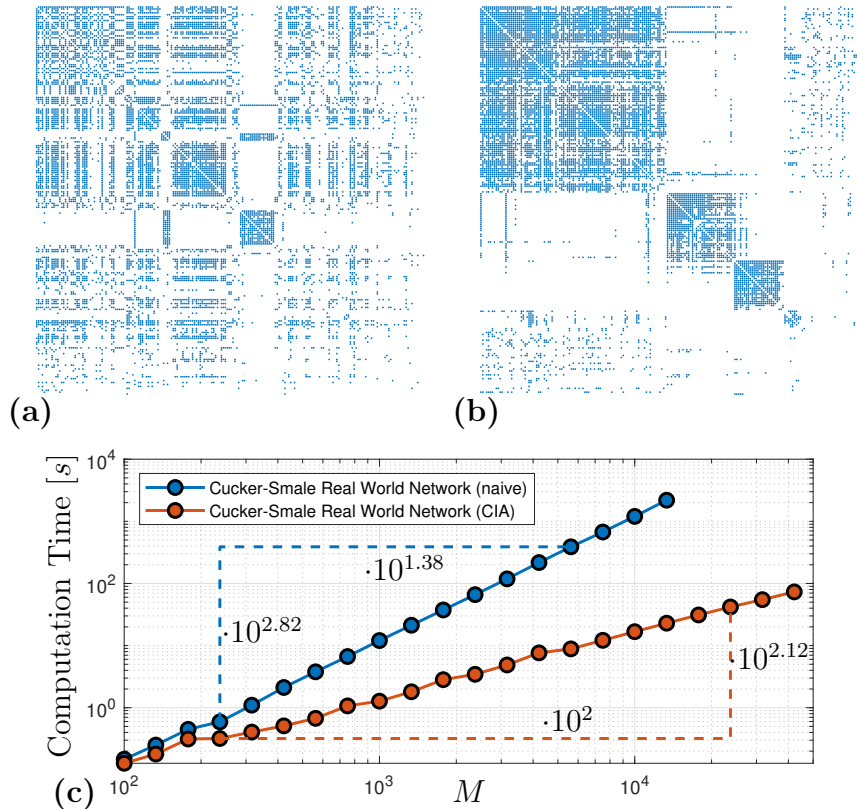 (a)
(b)
Computation Time [s]
10^4
10^2
10^0
Cucker-Smale Real World Network (naive)
Cucker-Smale Real World Network (CIA)
·10^1.38
·10^2.82
·10^2.12
·10^2
(c)
10^2
10^3
10^4
M